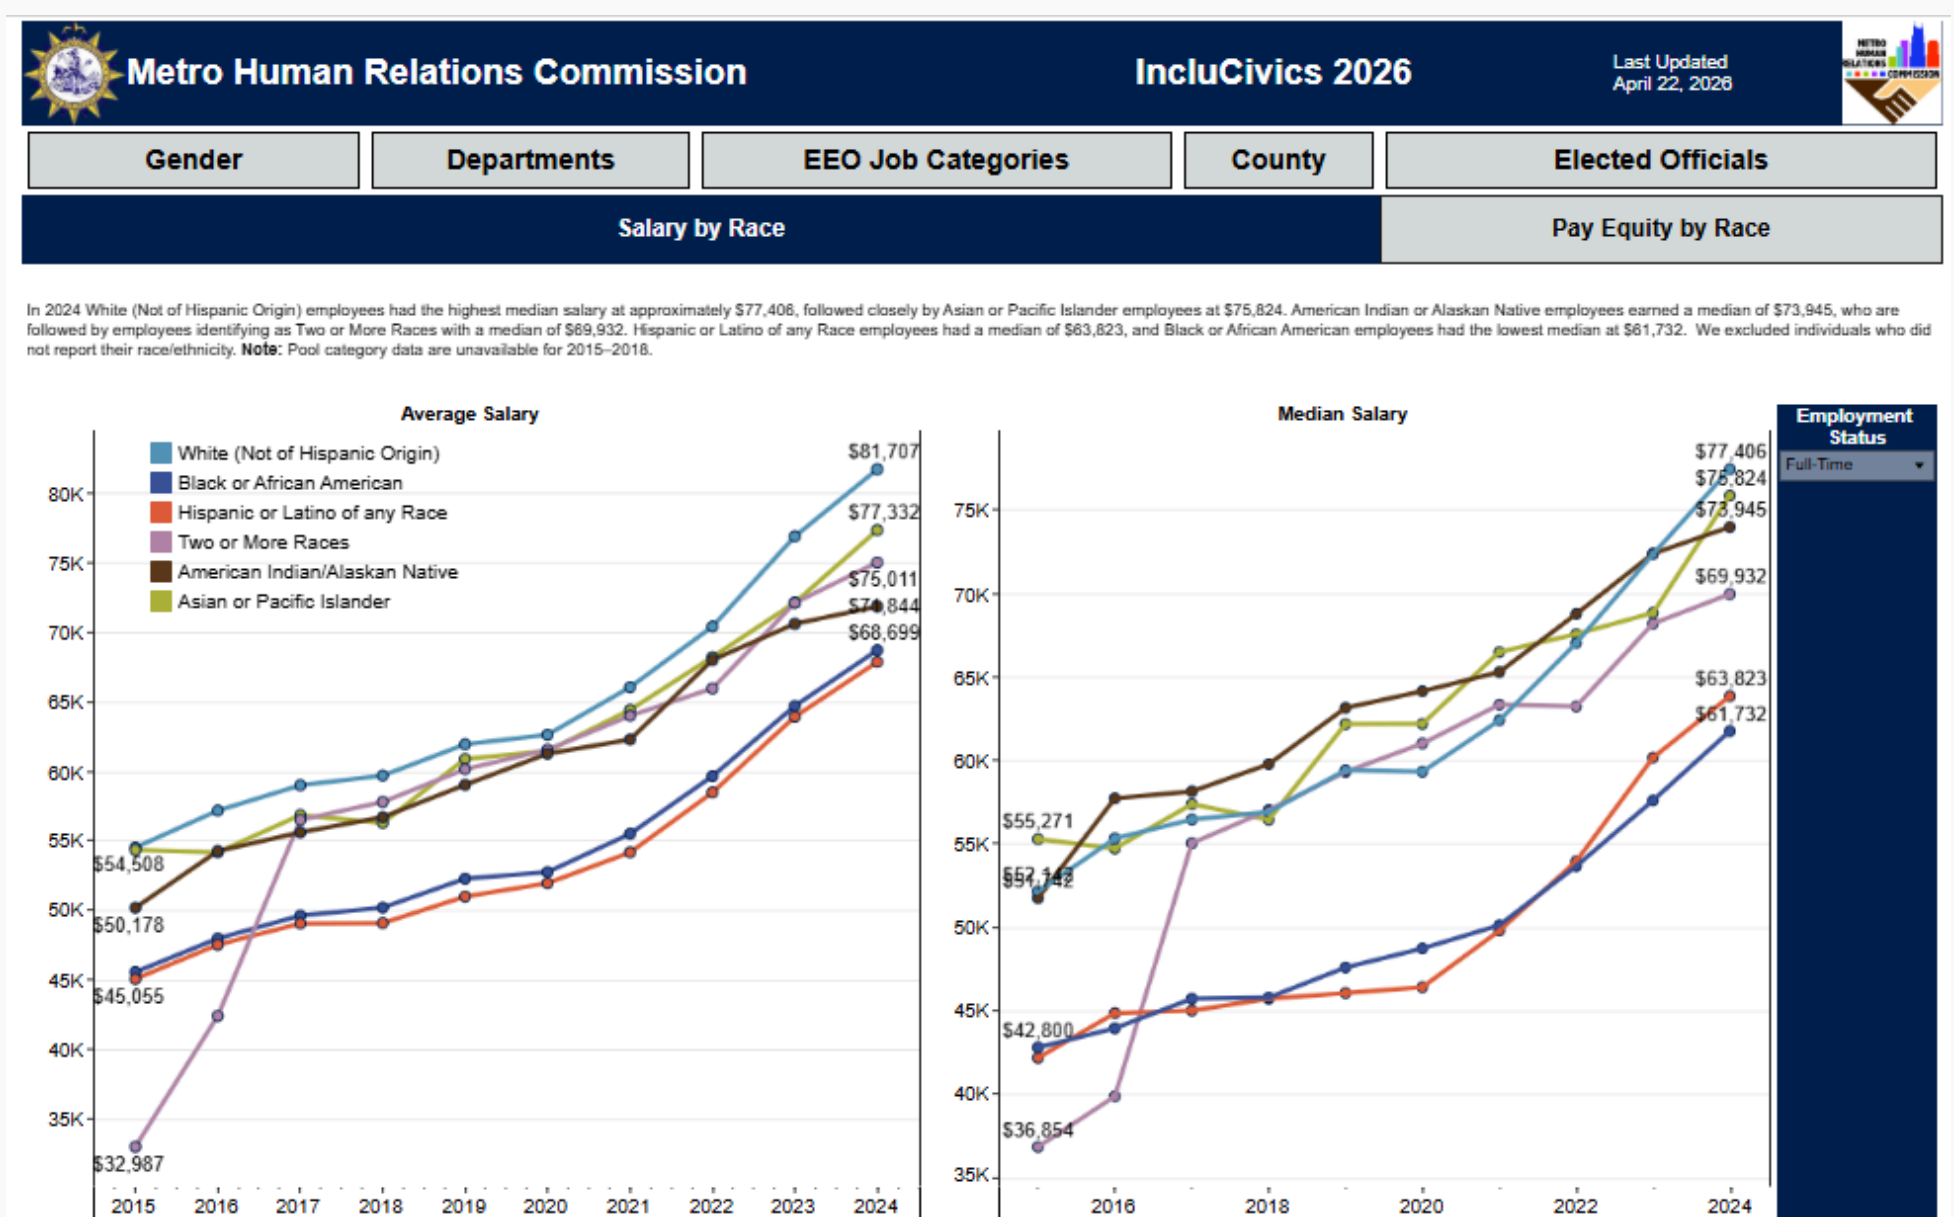 Metro Human Relations Commission
IncluCivics 2026
Last Updated
April 22, 2026
METRO
HUMAN
RELATIONS
COMMISSION
Gender
Departments
EEO Job Categories
County
Elected Officials
Salary by Race
Pay Equity by Race
In 2024 White (Not of Hispanic Origin) employees had the highest median salary at approximately $77,406, followed closely by Asian or Pacific Islander employees at $75,824. American Indian or Alaskan Native employees earned a median of $73,945, who are
followed by employees identifying as Two or More Races with a median of $69,932. Hispanic or Latino of any Race employees had a median of $63,823, and Black or African American employees had the lowest median at $61,732. We excluded individuals who did
not report their race/ethnicity. Note: Pool category data are unavailable for 2015–2018.
Average Salary
White (Not of Hispanic Origin)
Black or African American
Hispanic or Latino of any Race
Two or More Races
American Indian/Alaskan Native
Asian or Pacific Islander
80K
75K
70K
65K
60K
55K
50K
45K
40K
35K
$81,707
$77,332
$75,011
$71,844
$68,699
$54,508
$50,178
$45,055
$32,987
2015
2016
2017
2018
2019
2020
2021
2022
2023
2024
Median Salary
75K
70K
65K
60K
55K
50K
45K
40K
35K
$77,406
$75,824
$73,945
$69,932
$63,823
$61,732
$55,271
$51,742
$42,800
$36,854
2016
2018
2020
2022
2024
Employment
Status
Full-Time